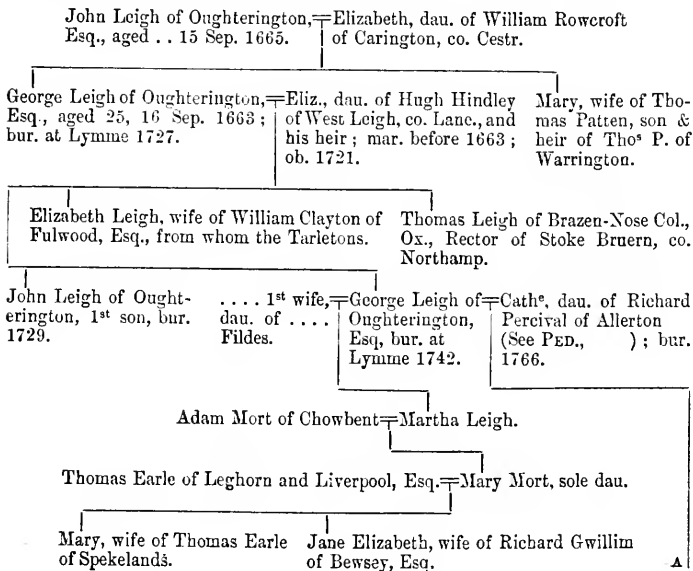 John Leigh of Oughterington,
Esq., aged . . 15 Sep. 1665.
Elizabeth, dau. of William Rowcroft
of Carington, co. Cestr.
George Leigh of Oughterington,
Esq., aged 25, 16 Sep. 1663 ;
bur. at Lymme 1727.
Eliz., dau. of Hugh Hindley
of West Leigh, co. Lanc., and
his heir ; mar. before 1663 ;
ob. 1721.
Mary, wife of Tho-
mas Patten, son &
heir of Thoˢ P. of
Warrington.
Elizabeth Leigh, wife of William Clayton of
Fulwood, Esq., from whom the Tarletons.
Thomas Leigh of Brazen-Nose Col.,
Ox., Rector of Stoke Bruern, co.
Northamp.
John Leigh of Ought-
erington, 1ˢᵗ son, bur.
1729.
. . . . 1ˢᵗ wife,
dau. of . . . .
Fildes.
George Leigh of
Oughterington,
Esq, bur. at
Lymme 1742.
Cathᵉ, dau. of Richard
Percival of Allerton
(See PED., ) ; bur.
1766.
Adam Mort of Chowbent
Martha Leigh.
Thomas Earle of Leghorn and Liverpool, Esq.
Mary Mort, sole dau.
Mary, wife of Thomas Earle
of Spekelands.
Jane Elizabeth, wife of Richard Gwillim
of Bewsey, Esq.
A